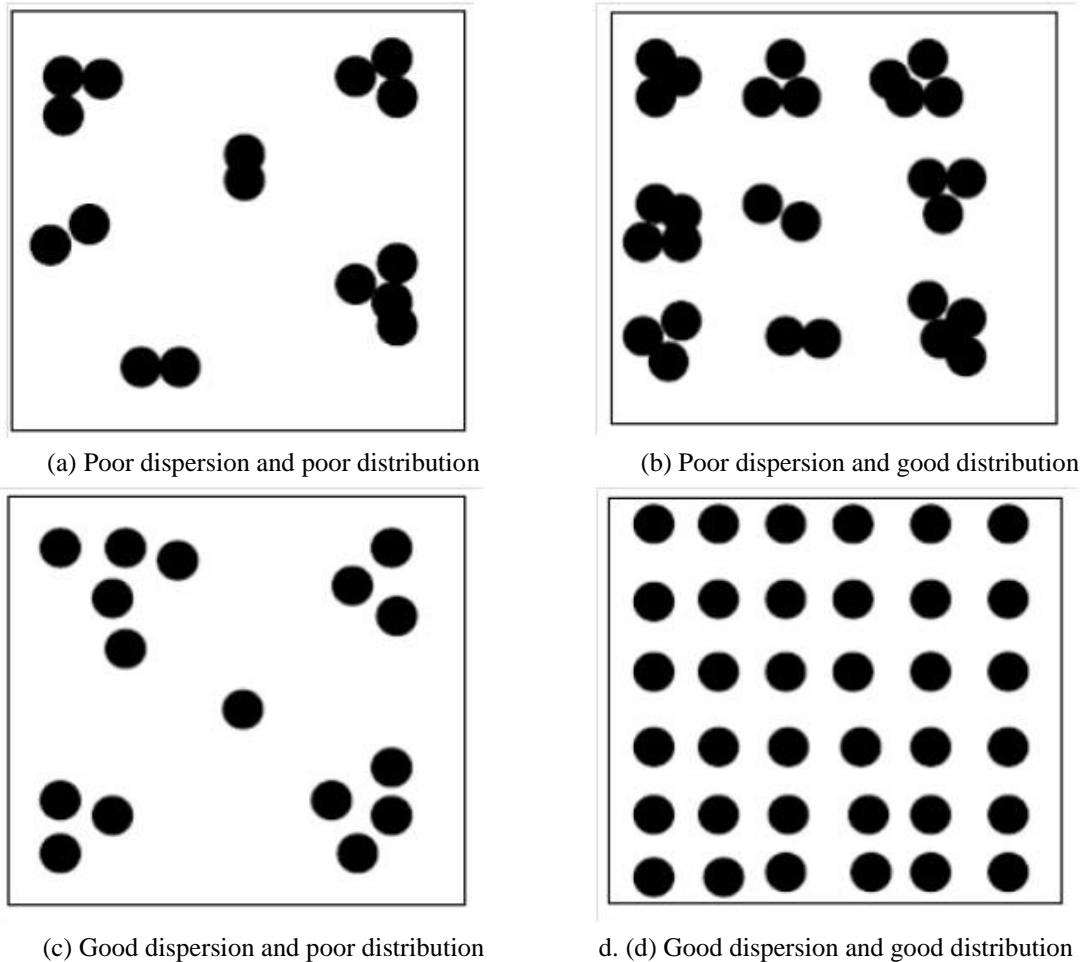 (a) Poor dispersion and poor distribution
(b) Poor dispersion and good distribution
(c) Good dispersion and poor distribution
d. (d) Good dispersion and good distribution